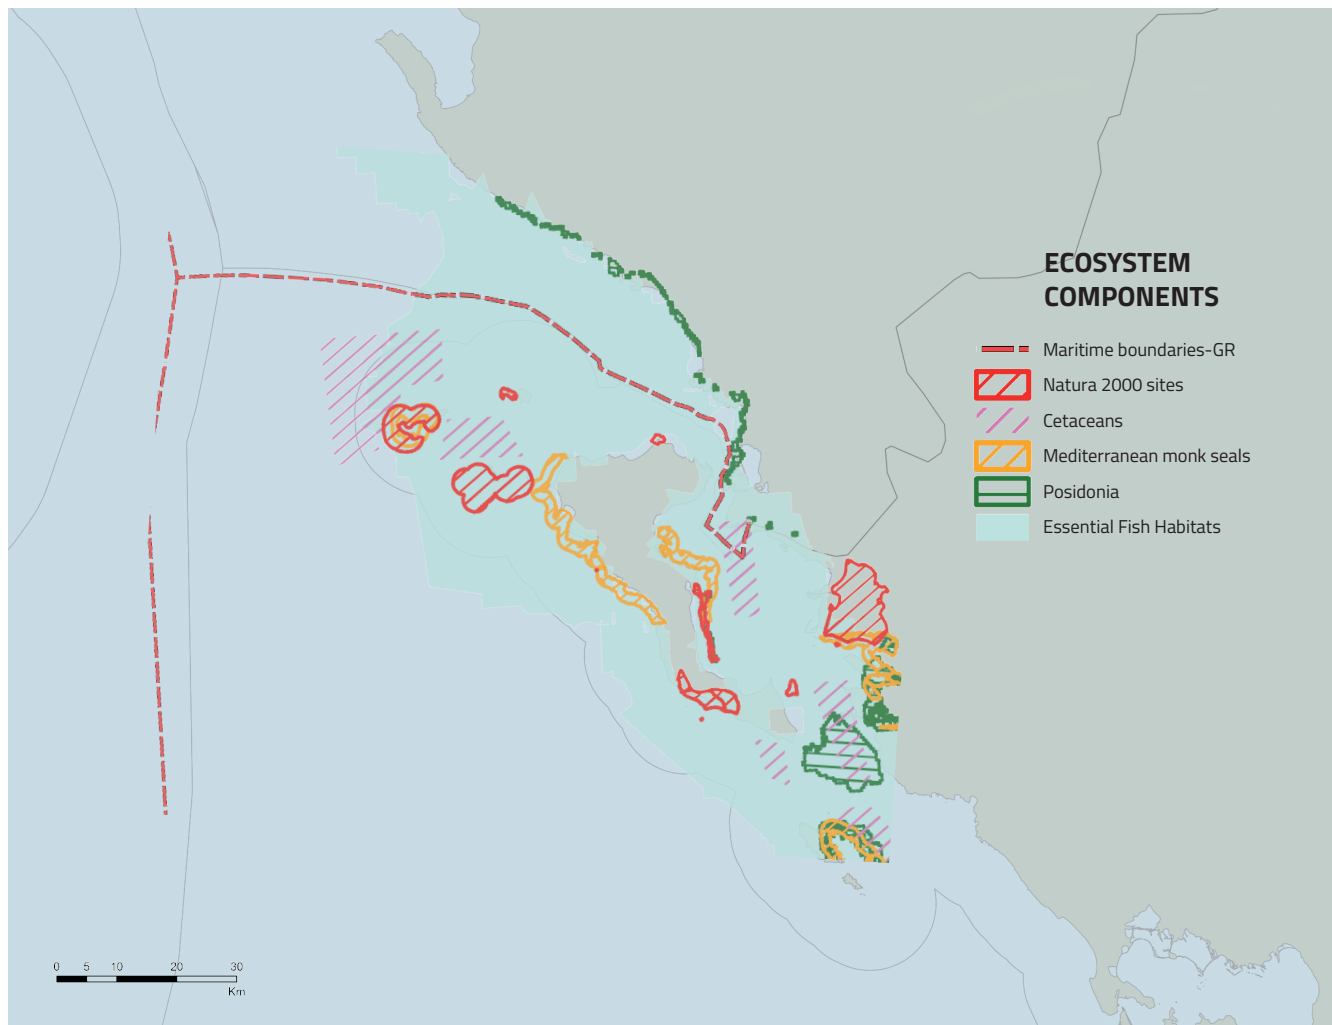 ECOSYSTEM
COMPONENTS
Maritime boundaries-GR
Natura 2000 sites
Cetaceans
Mediterranean monk seals
Posidonia
Essential Fish Habitats
0 5 10 20 30
Km